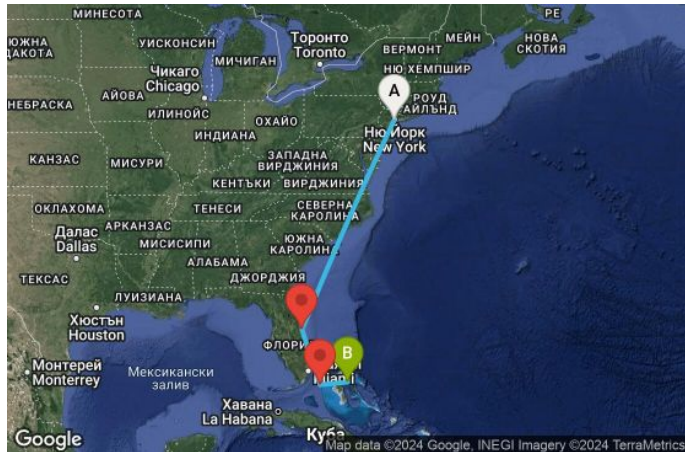 МИНЕСОТА
РЕ
ЮЖНА
ДАКОТА
УИСКОНСИН
Торонто
Toronto
ВЕРМОНТ
МЕЙН
НОВА
СКОТИЯ
МИЧИГАН
НЮ ХЕМПШИР
Чикаго
Chicago
НЕБРАСКА
АЙОВА
A
РОУД
АЙЛЪНД
ИЛИНОЙС
ОХАЙО
ИНДИАНА
Ню Йорк
New York
КАНЗАС
МИСУРИ
ЗАПАДНА
ВИРДЖИНИЯ
КЕНТЪКИ
ВИРДЖИНИЯ
ОКЛАХОМА
ТЕНЕСИ
СЕВЕРНА
КАРОЛИНА
АРКАНЗАС
Далас
Dallas
МИСИСИПИ
ЮЖНА
КАРОЛИНА
АЛАБАМА
ТЕКСАС
ДЖОРДЖИЯ
ЛУИЗИАНА
Хюстън
Houston
ФЛОРИ
B
Монтерей
Monterrey
Мексикански
залив
Miami
Хавана
La Habana
Куба
Google
Map data ©2024 Google, INEGI Imagery ©2024 TerraMetrics